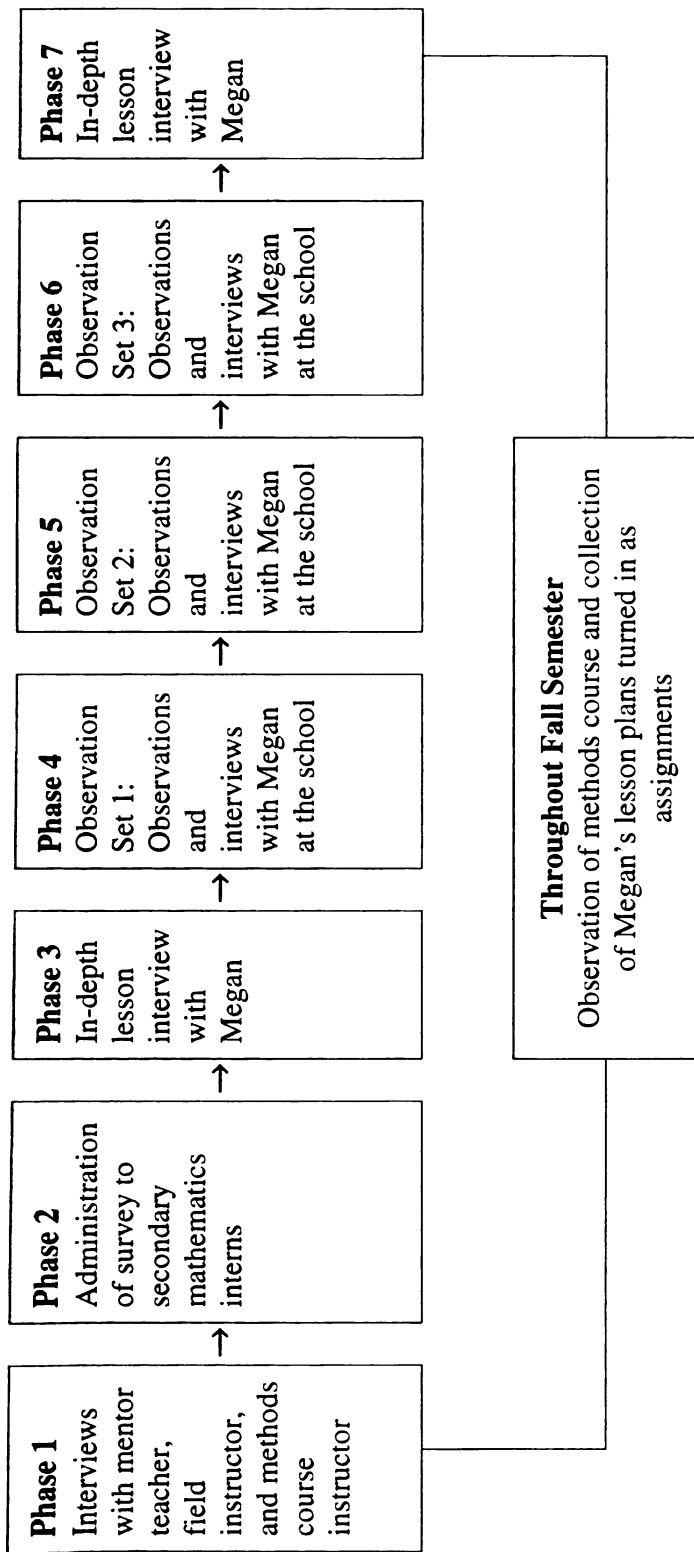 Phase 1
Interviews
with mentor
teacher,
field
instructor,
and methods
course
instructor
Phase 2
Administration
of survey to
secondary
mathematics
interns
Phase 3
In-depth
lesson
interview
with
Megan
Phase 4
Observation
Set 1:
Observations
and
interviews
with Megan
at the school
Phase 5
Observation
Set 2:
Observations
and
interviews
with Megan
at the school
Phase 6
Observation
Set 3:
Observations
and
interviews
with Megan
at the school
Phase 7
In-depth
lesson
interview
with
Megan
Throughout Fall Semester
Observation of methods course and collection
of Megan's lesson plans turned in as
assignments